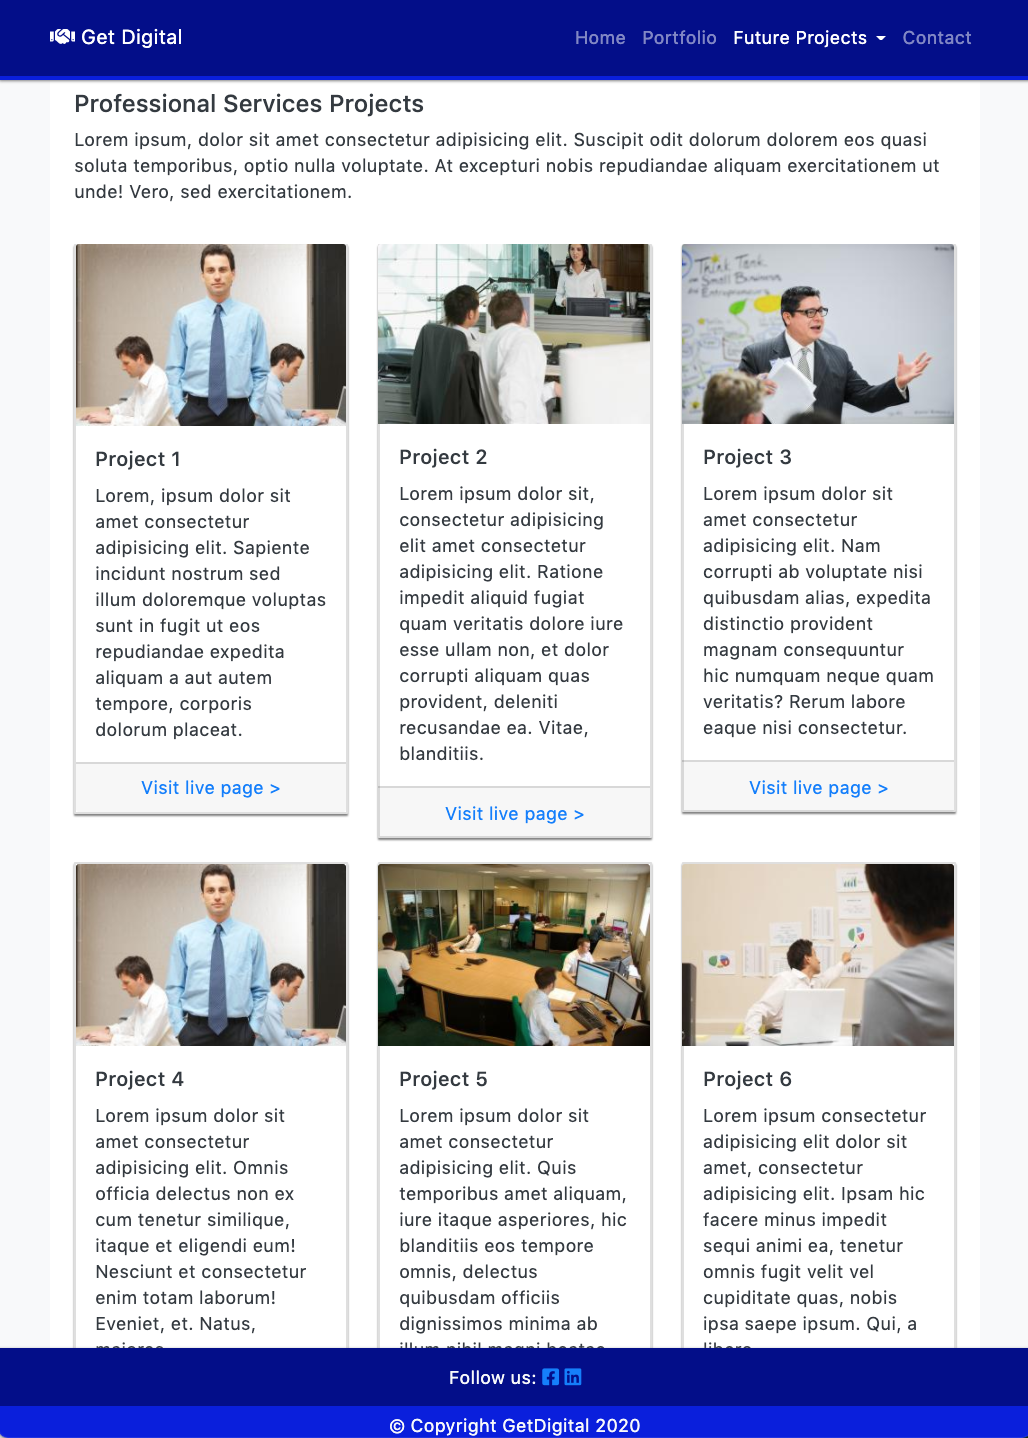 Get Digital
Home Portfolio Future Projects Contact
Professional Services Projects
Lorem ipsum, dolor sit amet consectetur adipisicing elit. Suscipit odit dolorum dolorem eos quasi
soluta temporibus, optio nulla voluptate. At excepturi nobis repudiandae aliquam exercitationem ut
unde! Vero, sed exercitationem.
Project 1
Lorem, ipsum dolor sit
amet consectetur
adipisicing elit. Sapiente
incidunt nostrum sed
illum doloremque voluptas
sunt in fugit ut eos
repudiandae expedita
aliquam a aut autem
tempore, corporis
dolorum placeat.
Visit live page >
Project 2
Lorem ipsum dolor sit,
consectetur adipisicing
elit amet consectetur
adipisicing elit. Ratione
impedit aliquid fugiat
quam veritatis dolore iure
esse ullam non, et dolor
corrupti aliquam quas
provident, deleniti
recusandae ea. Vitae,
blanditiis.
Visit live page >
Think Tank
Small Business
Entrepreneurs
Project 3
Lorem ipsum dolor sit
amet consectetur
adipisicing elit. Nam
corrupti ab voluptate nisi
quibusdam alias, expedita
distinctio provident
magnam consequuntur
hic numquam neque quam
veritatis? Rerum labore
eaque nisi consectetur.
Visit live page >
Project 4
Lorem ipsum dolor sit
amet consectetur
adipisicing elit. Omnis
officia delectus non ex
cum tenetur similique,
itaque et eligendi eum!
Nesciunt et consectetur
enim totam laborum!
Eveniet, et. Natus,
Project 5
Lorem ipsum dolor sit
amet consectetur
adipisicing elit. Quis
temporibus amet aliquam,
iure itaque asperiores, hic
blanditiis eos tempore
omnis, delectus
quibusdam officiis
dignissimos minima ab
Project 6
Lorem ipsum consectetur
adipisicing elit dolor sit
amet, consectetur
adipisicing elit. Ipsam hic
facere minus impedit
sequi animi ea, tenetur
omnis fugit velit vel
cupiditate quas, nobis
ipsa saepe ipsum. Qui, a
Follow us:
© Copyright GetDigital 2020